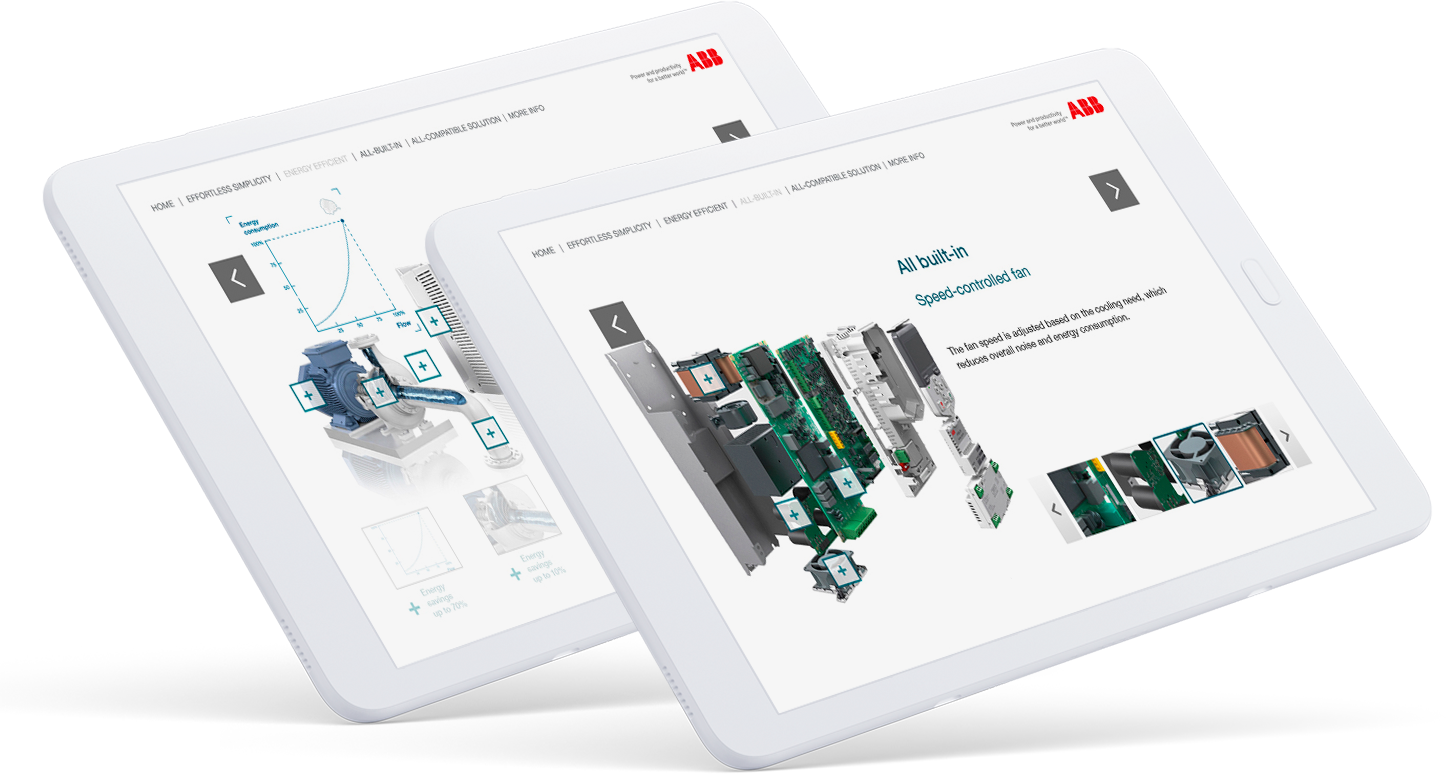 Power and productivity
for a better world™
ABB
HOME | EFFORTLESS SIMPLICITY | ENERGY EFFICIENT | ALL-BUILT-IN | ALL-COMPATIBLE SOLUTION | MORE INFO
Energy
consumption
100%
75
50
25
25
50
75
100%
Flow
Energy
savings
up to 20%
Energy
savings
up to 10%
Power and productivity
for a better world™
ABB
HOME | EFFORTLESS SIMPLICITY | ENERGY EFFICIENT | ALL-BUILT-IN | ALL-COMPATIBLE SOLUTION | MORE INFO
All built-in
Speed-controlled fan
The fan speed is adjusted based on the cooling need, which
reduces overall noise and energy consumption.